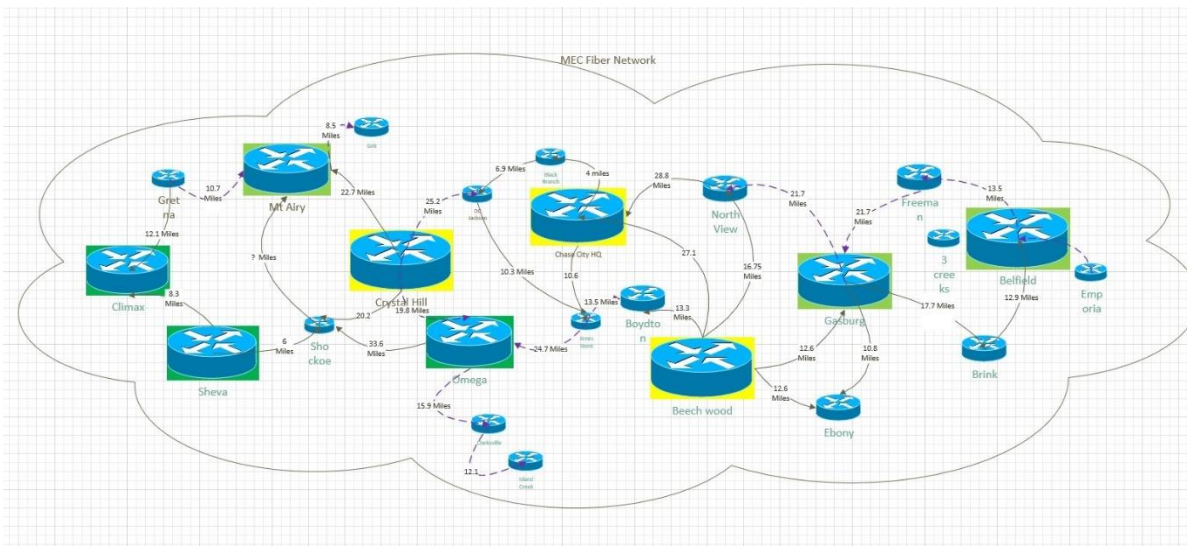 MEC Fiber Network
8.5
Miles
10.7
Miles
Gret
na
Mt Airy
12.1 Miles
22.7 Miles
25.2
Miles
6.9 Miles
Black
Branch
4 miles
28.8
Miles
North
View
21.7
Miles
21.7
Miles
Freema
n
13.5
Miles
3
cree
ks
Belfield
Emp
oria
Climax
8.3
Miles
? Miles
Crystal Hill
Chase City HQ
10.3 Miles
10.6
27.1
16.75
Miles
Gasburg
17.7 Miles
12.9 Miles
20.2
19.8 Miles
13.5 Miles
Boydto
n
13.3
Miles
6
Miles
Sho
ckoe
33.6
Miles
24.7 Miles
12.6
Miles
10.8
Miles
Brink
Sheva
Omega
Beech wood
12.6
Miles
Ebony
15.9 Miles
12.1
Island
Creek